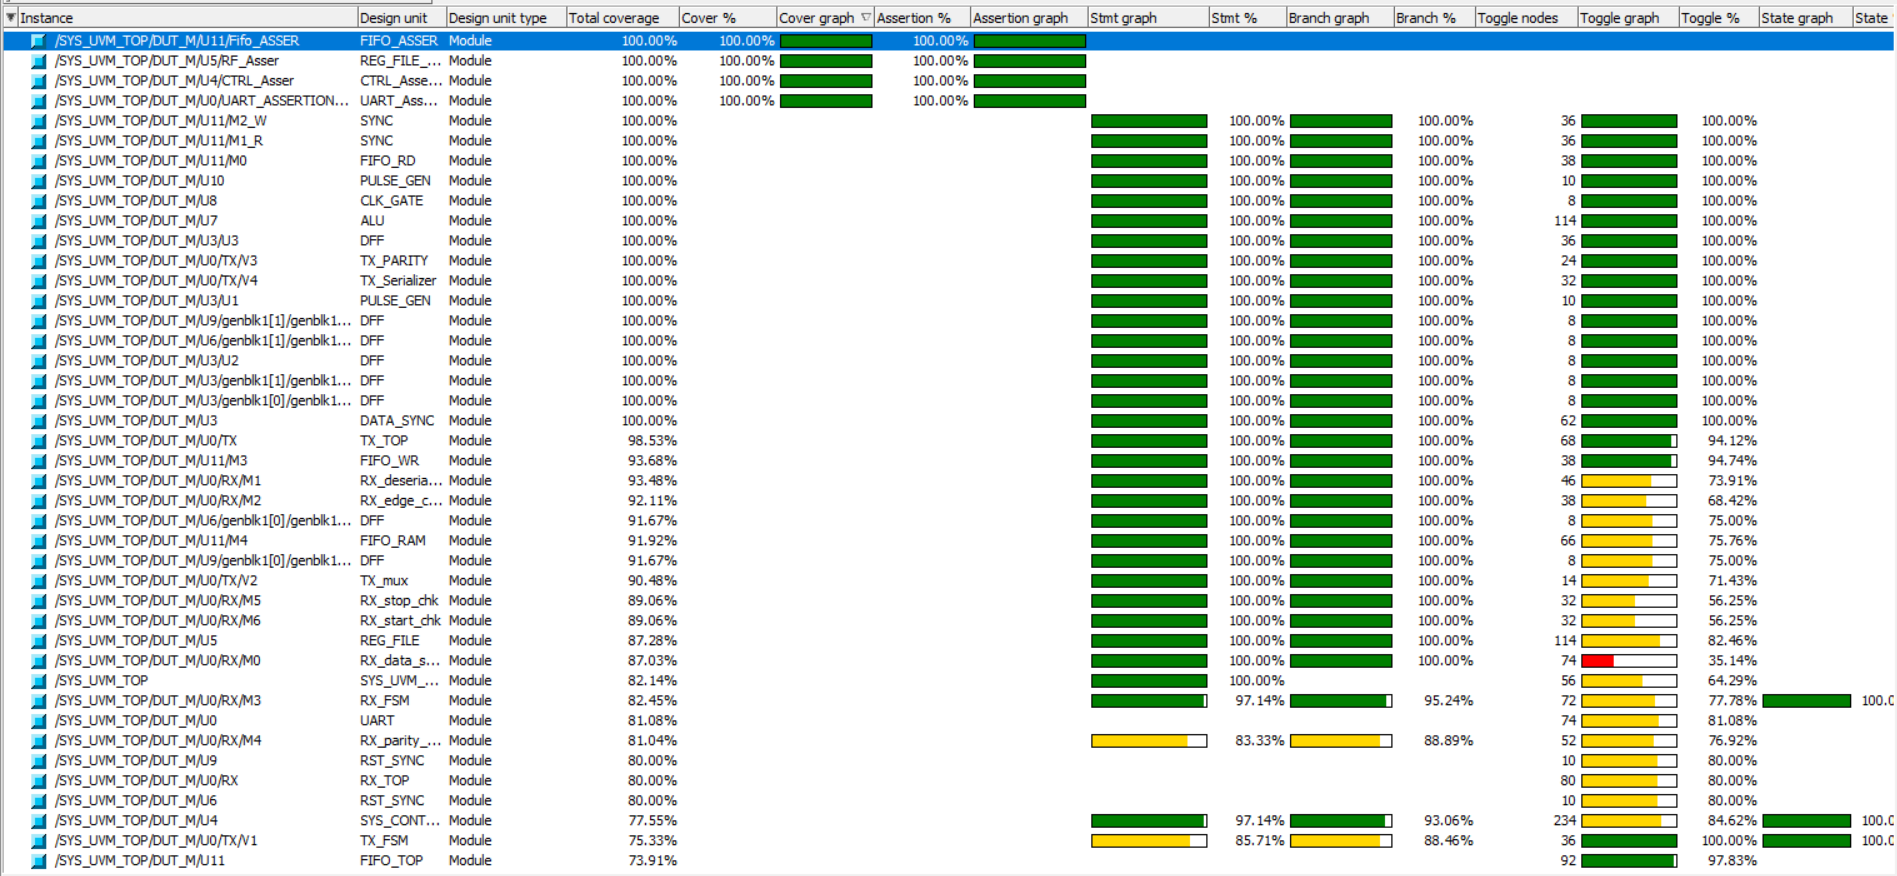 Instance Design unit Design unit type Total coverage Cover % Cover graph Assertion % Assertion graph Stmt graph Stmt % Branch graph Branch % Toggle nodes Toggle graph Toggle % State graph State
/SYS_UVM_TOP/DUT_M/U11/Fifo_ASSER FIFO_ASSER Module 100.00% 100.00% 100.00%
/SYS_UVM_TOP/DUT_M/U5/RF_Asser REG_FILE_... Module 100.00% 100.00% 100.00%
/SYS_UVM_TOP/DUT_M/U4/CTRL_Asser CTRL_Asse... Module 100.00% 100.00% 100.00%
/SYS_UVM_TOP/DUT_M/U0/UART_ASSERTION... UART_Ass... Module 100.00% 100.00% 100.00%
/SYS_UVM_TOP/DUT_M/U11/M2_W SYNC Module 100.00% 100.00% 100.00% 36 100.00%
/SYS_UVM_TOP/DUT_M/U11/M1_R SYNC Module 100.00% 100.00% 100.00% 36 100.00%
/SYS_UVM_TOP/DUT_M/U11/M0 FIFO_RD Module 100.00% 100.00% 100.00% 38 100.00%
/SYS_UVM_TOP/DUT_M/U10 PULSE_GEN Module 100.00% 100.00% 100.00% 10 100.00%
/SYS_UVM_TOP/DUT_M/U8 CLK_GATE Module 100.00% 100.00% 100.00% 8 100.00%
/SYS_UVM_TOP/DUT_M/U7 ALU Module 100.00% 100.00% 100.00% 114 100.00%
/SYS_UVM_TOP/DUT_M/U3/U3 DFF Module 100.00% 100.00% 100.00% 36 100.00%
/SYS_UVM_TOP/DUT_M/U0/TX/V3 TX_PARITY Module 100.00% 100.00% 100.00% 24 100.00%
/SYS_UVM_TOP/DUT_M/U0/TX/V4 TX_Serializer Module 100.00% 100.00% 100.00% 32 100.00%
/SYS_UVM_TOP/DUT_M/U3/U1 PULSE_GEN Module 100.00% 100.00% 100.00% 10 100.00%
/SYS_UVM_TOP/DUT_M/U9/genblk1[1]/genblk1... DFF Module 100.00% 100.00% 100.00% 8 100.00%
/SYS_UVM_TOP/DUT_M/U6/genblk1[1]/genblk1... DFF Module 100.00% 100.00% 100.00% 8 100.00%
/SYS_UVM_TOP/DUT_M/U3/U2 DFF Module 100.00% 100.00% 100.00% 8 100.00%
/SYS_UVM_TOP/DUT_M/U3/genblk1[1]/genblk1... DFF Module 100.00% 100.00% 100.00% 8 100.00%
/SYS_UVM_TOP/DUT_M/U3/genblk1[0]/genblk1... DFF Module 100.00% 100.00% 100.00% 8 100.00%
/SYS_UVM_TOP/DUT_M/U3 DATA_SYNC Module 100.00% 100.00% 100.00% 62 100.00%
/SYS_UVM_TOP/DUT_M/U0/TX TX_TOP Module 98.53% 100.00% 100.00% 68 94.12%
/SYS_UVM_TOP/DUT_M/U11/M3 FIFO_WR Module 93.68% 100.00% 100.00% 38 94.74%
/SYS_UVM_TOP/DUT_M/U0/RX/M1 RX_deseria... Module 93.48% 100.00% 100.00% 46 73.91%
/SYS_UVM_TOP/DUT_M/U0/RX/M2 RX_edge_c... Module 92.11% 100.00% 100.00% 38 68.42%
/SYS_UVM_TOP/DUT_M/U6/genblk1[0]/genblk1... DFF Module 91.67% 100.00% 100.00% 8 75.00%
/SYS_UVM_TOP/DUT_M/U11/M4 FIFO_RAM Module 91.92% 100.00% 100.00% 66 75.76%
/SYS_UVM_TOP/DUT_M/U9/genblk1[0]/genblk1... DFF Module 91.67% 100.00% 100.00% 8 75.00%
/SYS_UVM_TOP/DUT_M/U0/TX/V2 TX_mux Module 90.48% 100.00% 100.00% 14 71.43%
/SYS_UVM_TOP/DUT_M/U0/RX/M5 RX_stop_chk Module 89.06% 100.00% 100.00% 32 56.25%
/SYS_UVM_TOP/DUT_M/U0/RX/M6 RX_start_chk Module 89.06% 100.00% 100.00% 32 56.25%
/SYS_UVM_TOP/DUT_M/U5 REG_FILE Module 87.28% 100.00% 100.00% 114 82.46%
/SYS_UVM_TOP/DUT_M/U0/RX/M0 RX_data_s... Module 87.03% 100.00% 100.00% 74 35.14%
/SYS_UVM_TOP SYS_UVM_... Module 82.14% 100.00% 56 64.29%
/SYS_UVM_TOP/DUT_M/U0/RX/M3 RX_FSM Module 82.45% 97.14% 95.24% 72 77.78% 100.0
/SYS_UVM_TOP/DUT_M/U0 UART Module 81.08% 74 81.08%
/SYS_UVM_TOP/DUT_M/U0/RX/M4 RX_parity_... Module 81.04% 83.33% 88.89% 52 76.92%
/SYS_UVM_TOP/DUT_M/U9 RST_SYNC Module 80.00% 10 80.00%
/SYS_UVM_TOP/DUT_M/U0/RX RX_TOP Module 80.00% 80 80.00%
/SYS_UVM_TOP/DUT_M/U6 RST_SYNC Module 80.00% 10 80.00%
/SYS_UVM_TOP/DUT_M/U4 SYS_CONT... Module 77.55% 97.14% 93.06% 234 84.62% 100.0
/SYS_UVM_TOP/DUT_M/U0/TX/V1 TX_FSM Module 75.33% 85.71% 88.46% 36 100.00% 100.0
/SYS_UVM_TOP/DUT_M/U11 FIFO_TOP Module 73.91% 92 97.83%